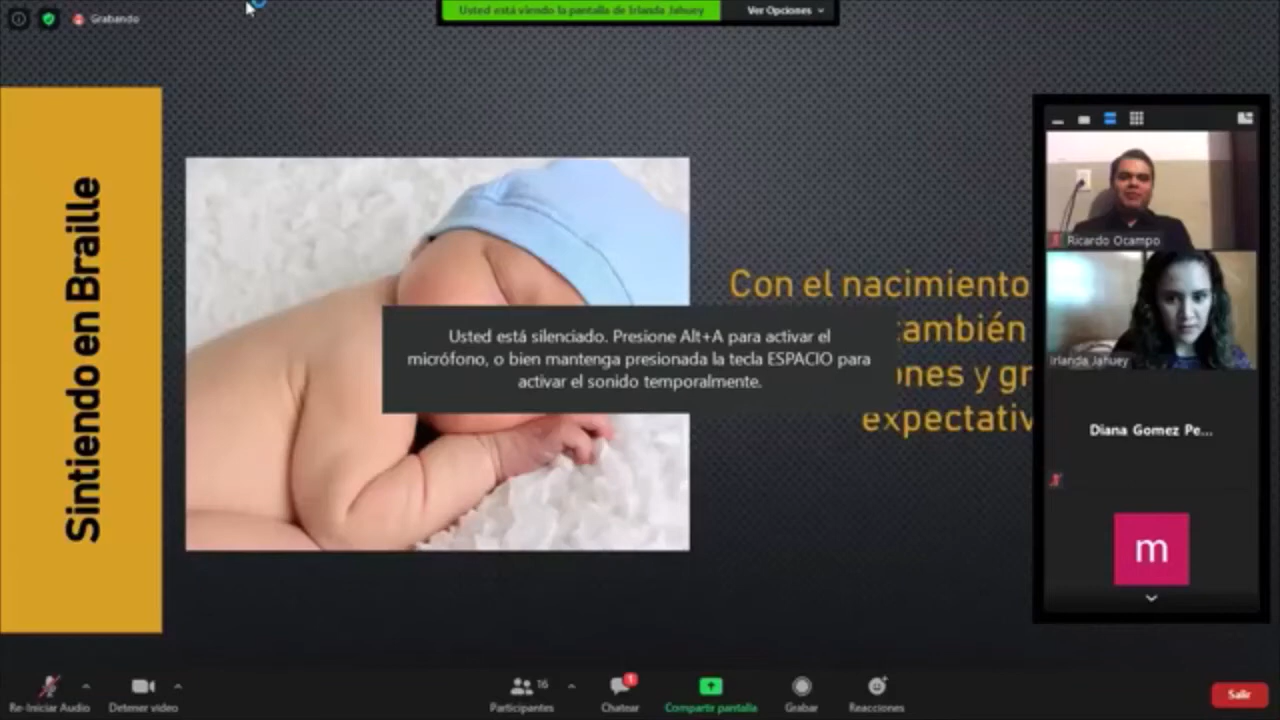 Grabando
Usted está viendo la pantalla de Irlanda Jahuey
Ver Opciones
Sintiendo en Braille
Con el nacimiento
también
ones y gr
expectativ
Usted está silenciado. Presione Alt+A para activar el
micrófono, o bien mantenga presionada la tecla ESPACIO para
activar el sonido temporalmente.
Ricardo Ocampo
Irlanda Jahuey
Diana Gomez Pe...
m
Re-Iniciar Audio
Detener video
16
Participantes
1
Chatear
Compartir pantalla
Grabar
Reacciones
Salir